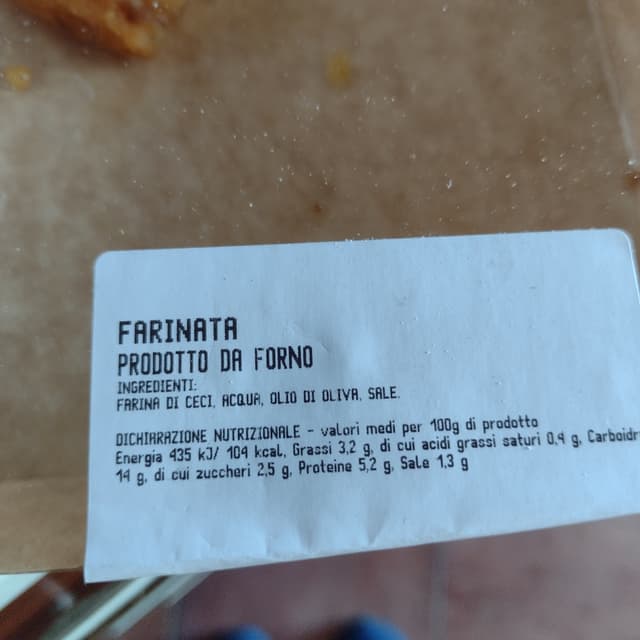 FARINATA
PRODOTTO DA FORNO
INGREDIENTI:
FARINA DI CECI, ACQUA, OLIO DI OLIVA, SALE.
DICHIARAZIONE NUTRIZIONALE - valori medi per 100g di prodotto
Energia 435 kJ/ 104 kcal, Grassi 3,2 g, di cui acidi grassi saturi 0,4 g, Carboidr
14 g, di cui zuccheri 2,5 g, Proteine 5,2 g, Sale 1,3 g